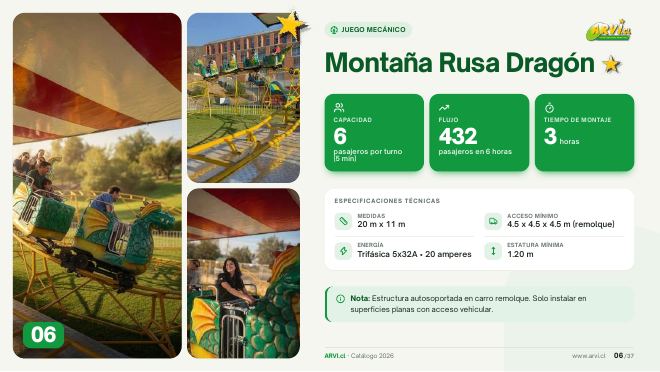 JUEGO MECÁNICO
ARVI.CL
Montaña Rusa Dragón
CAPACIDAD
6
pasajeros por turno
(5 min)
FLUJO
432
pasajeros en 6 horas
TIEMPO DE MONTAJE
3 horas
ESPECIFICACIONES TÉCNICAS
MEDIDAS
20 m x 11 m
ACCESO MÍNIMO
4.5 x 4.5 x 4.5 m (remolque)
ENERGÍA
Trifásica 5x32A • 20 amperes
ESTATURA MÍNIMA
1.20 m
Nota: Estructura autosoportada en carro remolque. Solo instalar en
superficies planas con acceso vehicular.
06
ARVI.cl · Catálogo 2026
www.arvi.cl 06/37